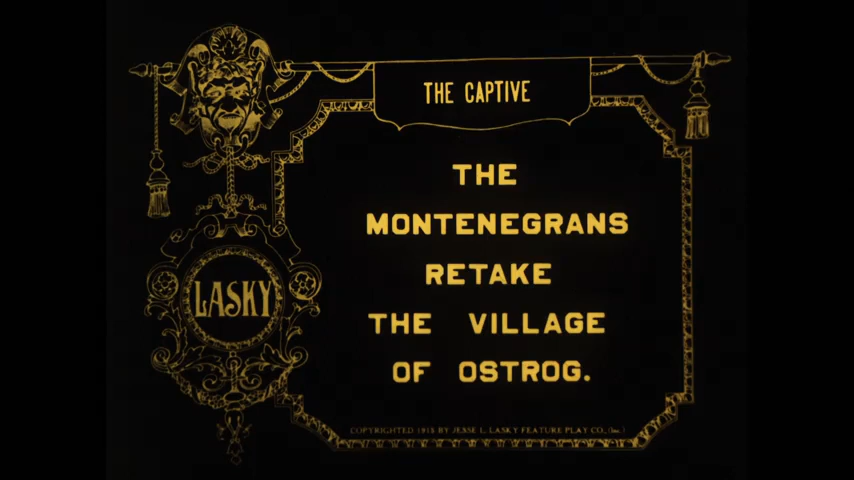 THE CAPTIVE
THE
MONTENEGRANS
RETAKE
THE VILLAGE
OF OSTROG.
LASKY
COPYRIGHTED 1915 BY JESSE L. LASKY FEATURE PLAY CO., (Inc.)